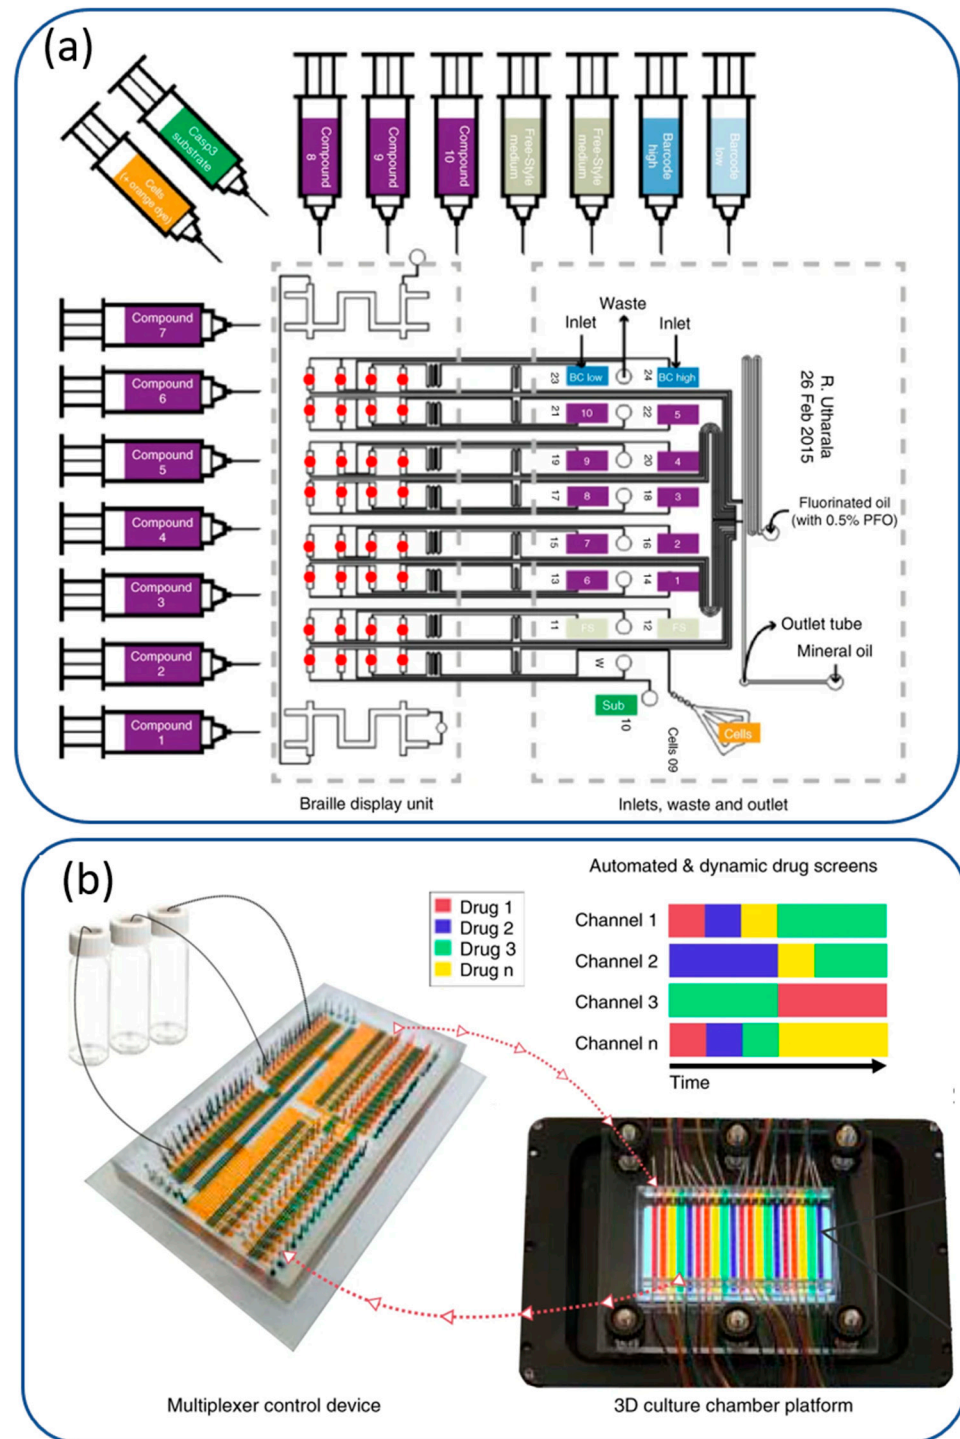 (a)
Casp3
substrate
Cells
(+ orange dye)
Compound
8
Compound
9
Compound
10
Free-Style
medium
Free-Style
medium
Barcode
high
Barcode
low
Compound
7
Compound
6
Compound
5
Compound
4
Compound
3
Compound
2
Compound
1
Waste
Inlet
Inlet
23
BC low
24
BC high
21
10
22
5
19
9
20
4
17
8
18
3
15
7
16
2
13
6
14
1
11
FS
12
FS
W
Sub
10
Cells 09
Cells
R. Utharala
26 Feb 2015
Fluorinated oil
(with 0.5% PFO)
Outlet tube
Mineral oil
Braille display unit
Inlets, waste and outlet
(b)
Automated & dynamic drug screens
Drug 1
Drug 2
Drug 3
Drug n
Channel 1
Channel 2
Channel 3
Channel n
Time
Multiplexer control device
3D culture chamber platform